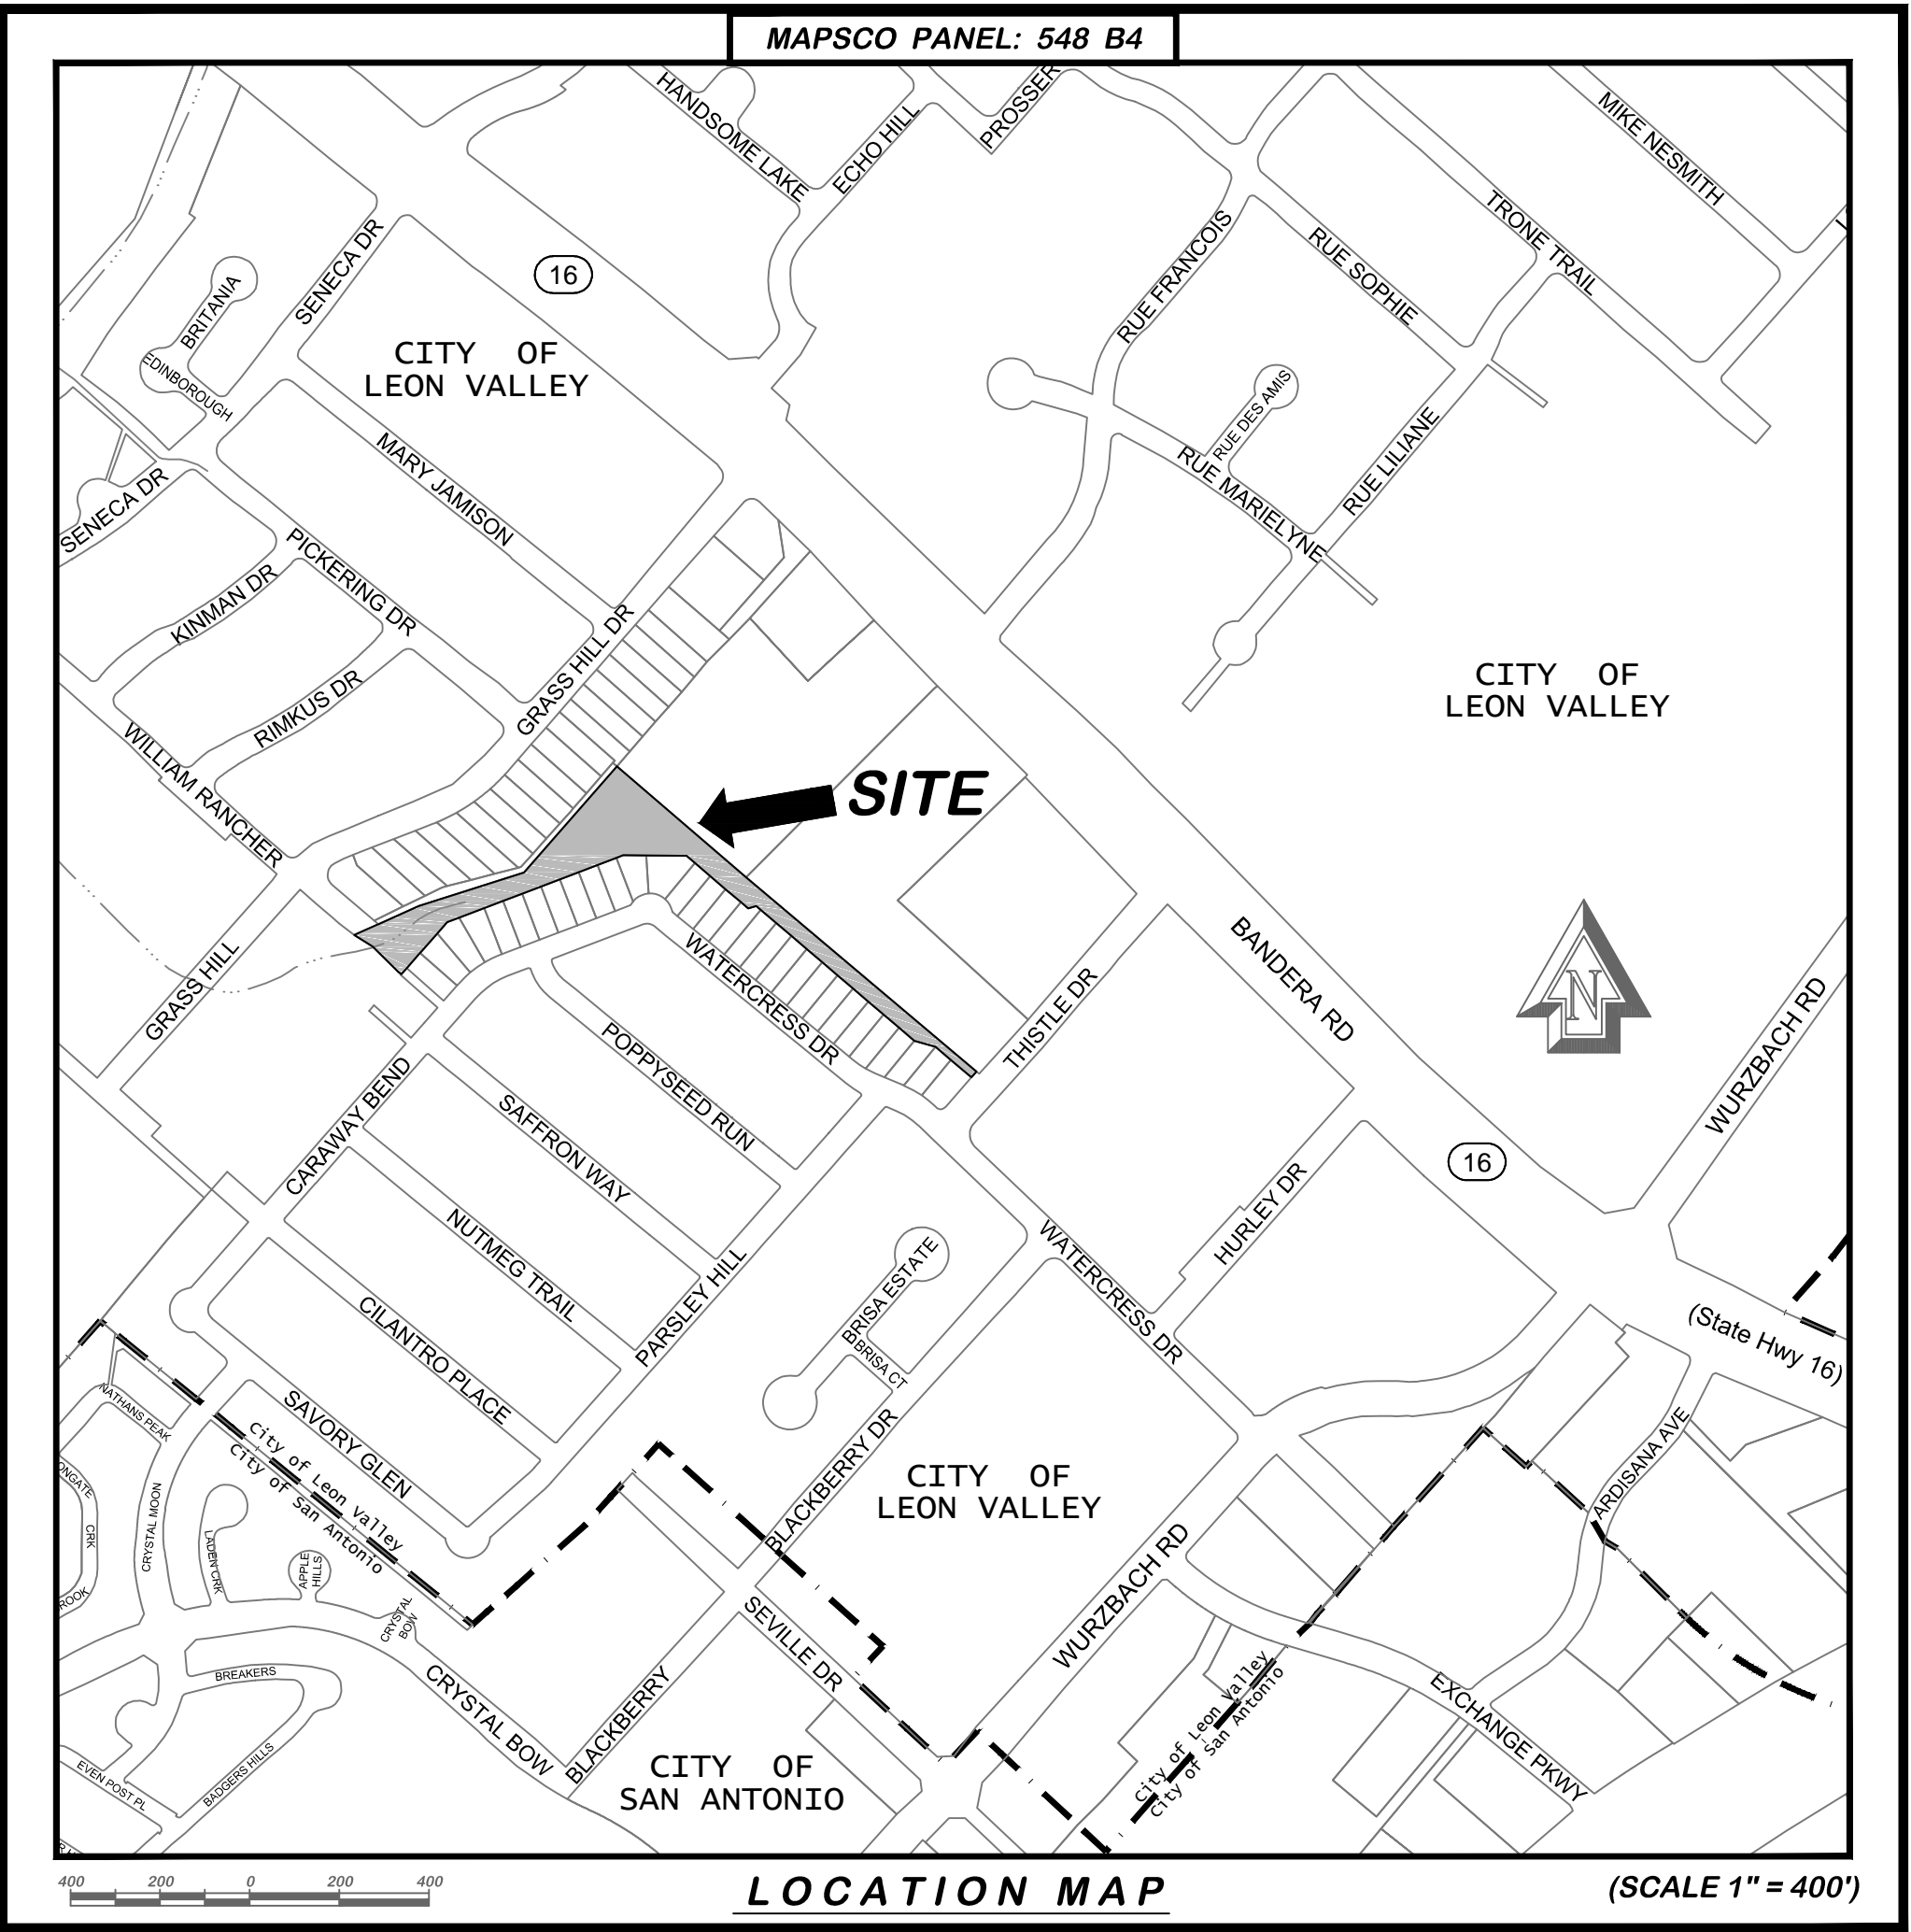 MAPSCO PANEL: 548 B4
HANDSOME LAKE
ECHO HILL
PROSSER
MIKE NESMITH
TRONE TRAIL
RUE SOPHIE
RUE FRANCOIS
SENECA DR
16
BRITANIA
EDINBOROUGH
CITY OF
LEON VALLEY
RUE DES AMIS
RUE LILIANE
RUE MARIELYNE
MARY JAMISON
SENECA DR
PICKERING DR
KINMAN DR
RIMKUS DR
GRASS HILL DR
WILLIAM RANCHER
CITY OF
LEON VALLEY
SITE
BANDERA RD
N
WURZBACH RD
GRASS HILL
WATERCRESS DR
THISTLE DR
POPPYSEED RUN
CARAWAY BEND
SAFFRON WAY
NUTMEG TRAIL
PARSLEY HILL
HURLEY DR
16
WATERCRESS DR
BRISA ESTATE
BRISA CT
CILANTRO PLACE
(State Hwy 16)
SAVORY GLEN
NATHANS PEAK
City of Leon Valley
City of San Antonio
BLACKBERRY DR
CITY OF
LEON VALLEY
ARDISANA AVE
ONGATE
CRK
ROOK
CRYSTAL MOON
LADEN CRK
APPLE
HILLS
CRYSTAL
BOW
WURZBACH RD
SEVILLE DR
City of Leon Valley
City of San Antonio
EXCHANGE PKWY
BREAKERS
CRYSTAL BOW
BLACKBERRY
BADGERS HILLS
EVEN POST PL
CITY OF
SAN ANTONIO
400 200 0 200 400
LOCATION MAP
(SCALE 1" = 400')